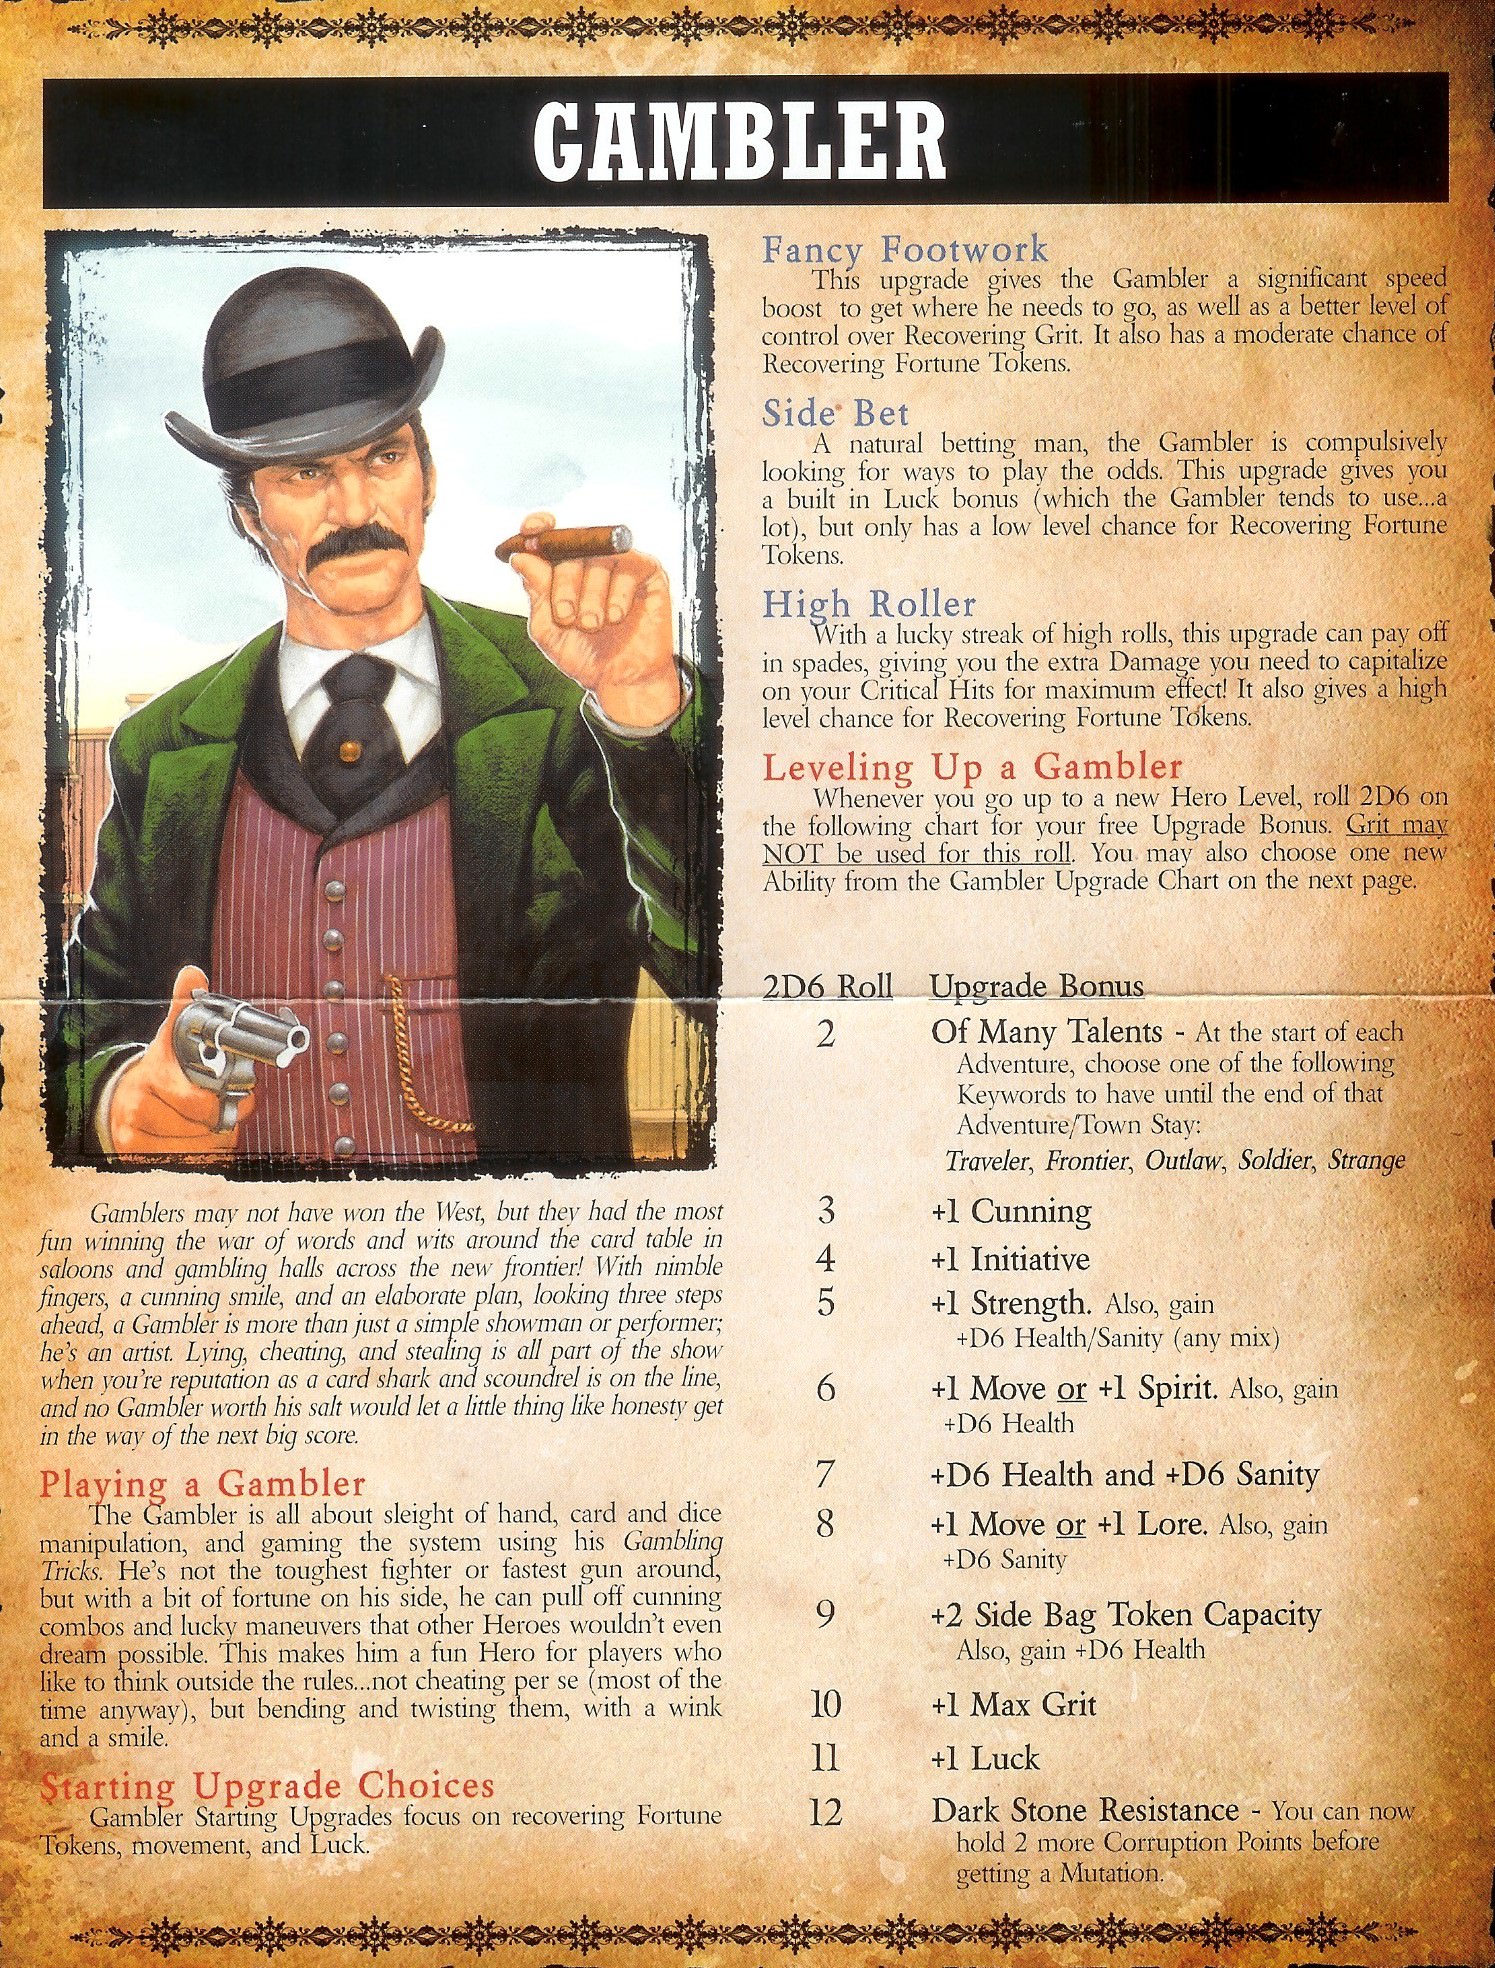 GAMBLER
Gamblers may not have won the West, but they had the most
fun winning the war of words and wits around the card table in
saloons and gambling halls across the new frontier! With nimble
fingers, a cunning smile, and an elaborate plan, looking three steps
ahead, a Gambler is more than just a simple showman or performer;
he's an artist. Lying, cheating, and stealing is all part of the show
when you're reputation as a card shark and scoundrel is on the line,
and no Gambler worth his salt would let a little thing like honesty get
in the way of the next big score.
Playing a Gambler
The Gambler is all about sleight of hand, card and dice
manipulation, and gaming the system using his Gambling
Tricks. He's not the toughest fighter or fastest gun around,
but with a bit of fortune on his side, he can pull off cunning
combos and lucky maneuvers that other Heroes wouldn't even
dream possible. This makes him a fun Hero for players who
like to think outside the rules...not cheating per se (most of the
time anyway), but bending and twisting them, with a wink
and a smile.
Starting Upgrade Choices
Gambler Starting Upgrades focus on recovering Fortune
Tokens, movement, and Luck.
Fancy Footwork
This upgrade gives the Gambler a significant speed
boost to get where he needs to go, as well as a better level of
control over Recovering Grit. It also has a moderate chance of
Recovering Fortune Tokens.
Side Bet
A natural betting man, the Gambler is compulsively
looking for ways to play the odds. This upgrade gives you
a built in Luck bonus (which the Gambler tends to use...a
lot), but only has a low level chance for Recovering Fortune
Tokens.
High Roller
With a lucky streak of high rolls, this upgrade can pay off
in spades, giving you the extra Damage you need to capitalize
on your Critical Hits for maximum effect! It also gives a high
level chance for Recovering Fortune Tokens.
Leveling Up a Gambler
Whenever you go up to a new Hero Level, roll 2D6 on
the following chart for your free Upgrade Bonus. Grit may
NOT be used for this roll. You may also choose one new
Ability from the Gambler Upgrade Chart on the next page.
2D6 Roll Upgrade Bonus
2 Of Many Talents - At the start of each
Adventure, choose one of the following
Keywords to have until the end of that
Adventure/Town Stay:
Traveler, Frontier, Outlaw, Soldier, Strange
3 +1 Cunning
4 +1 Initiative
5 +1 Strength. Also, gain
+D6 Health/Sanity (any mix)
6 +1 Move or +1 Spirit. Also, gain
+D6 Health
7 +D6 Health and +D6 Sanity
8 +1 Move or +1 Lore. Also, gain
+D6 Sanity
9 +2 Side Bag Token Capacity
Also, gain +D6 Health
10 +1 Max Grit
11 +1 Luck
12 Dark Stone Resistance - You can now
hold 2 more Corruption Points before
getting a Mutation.